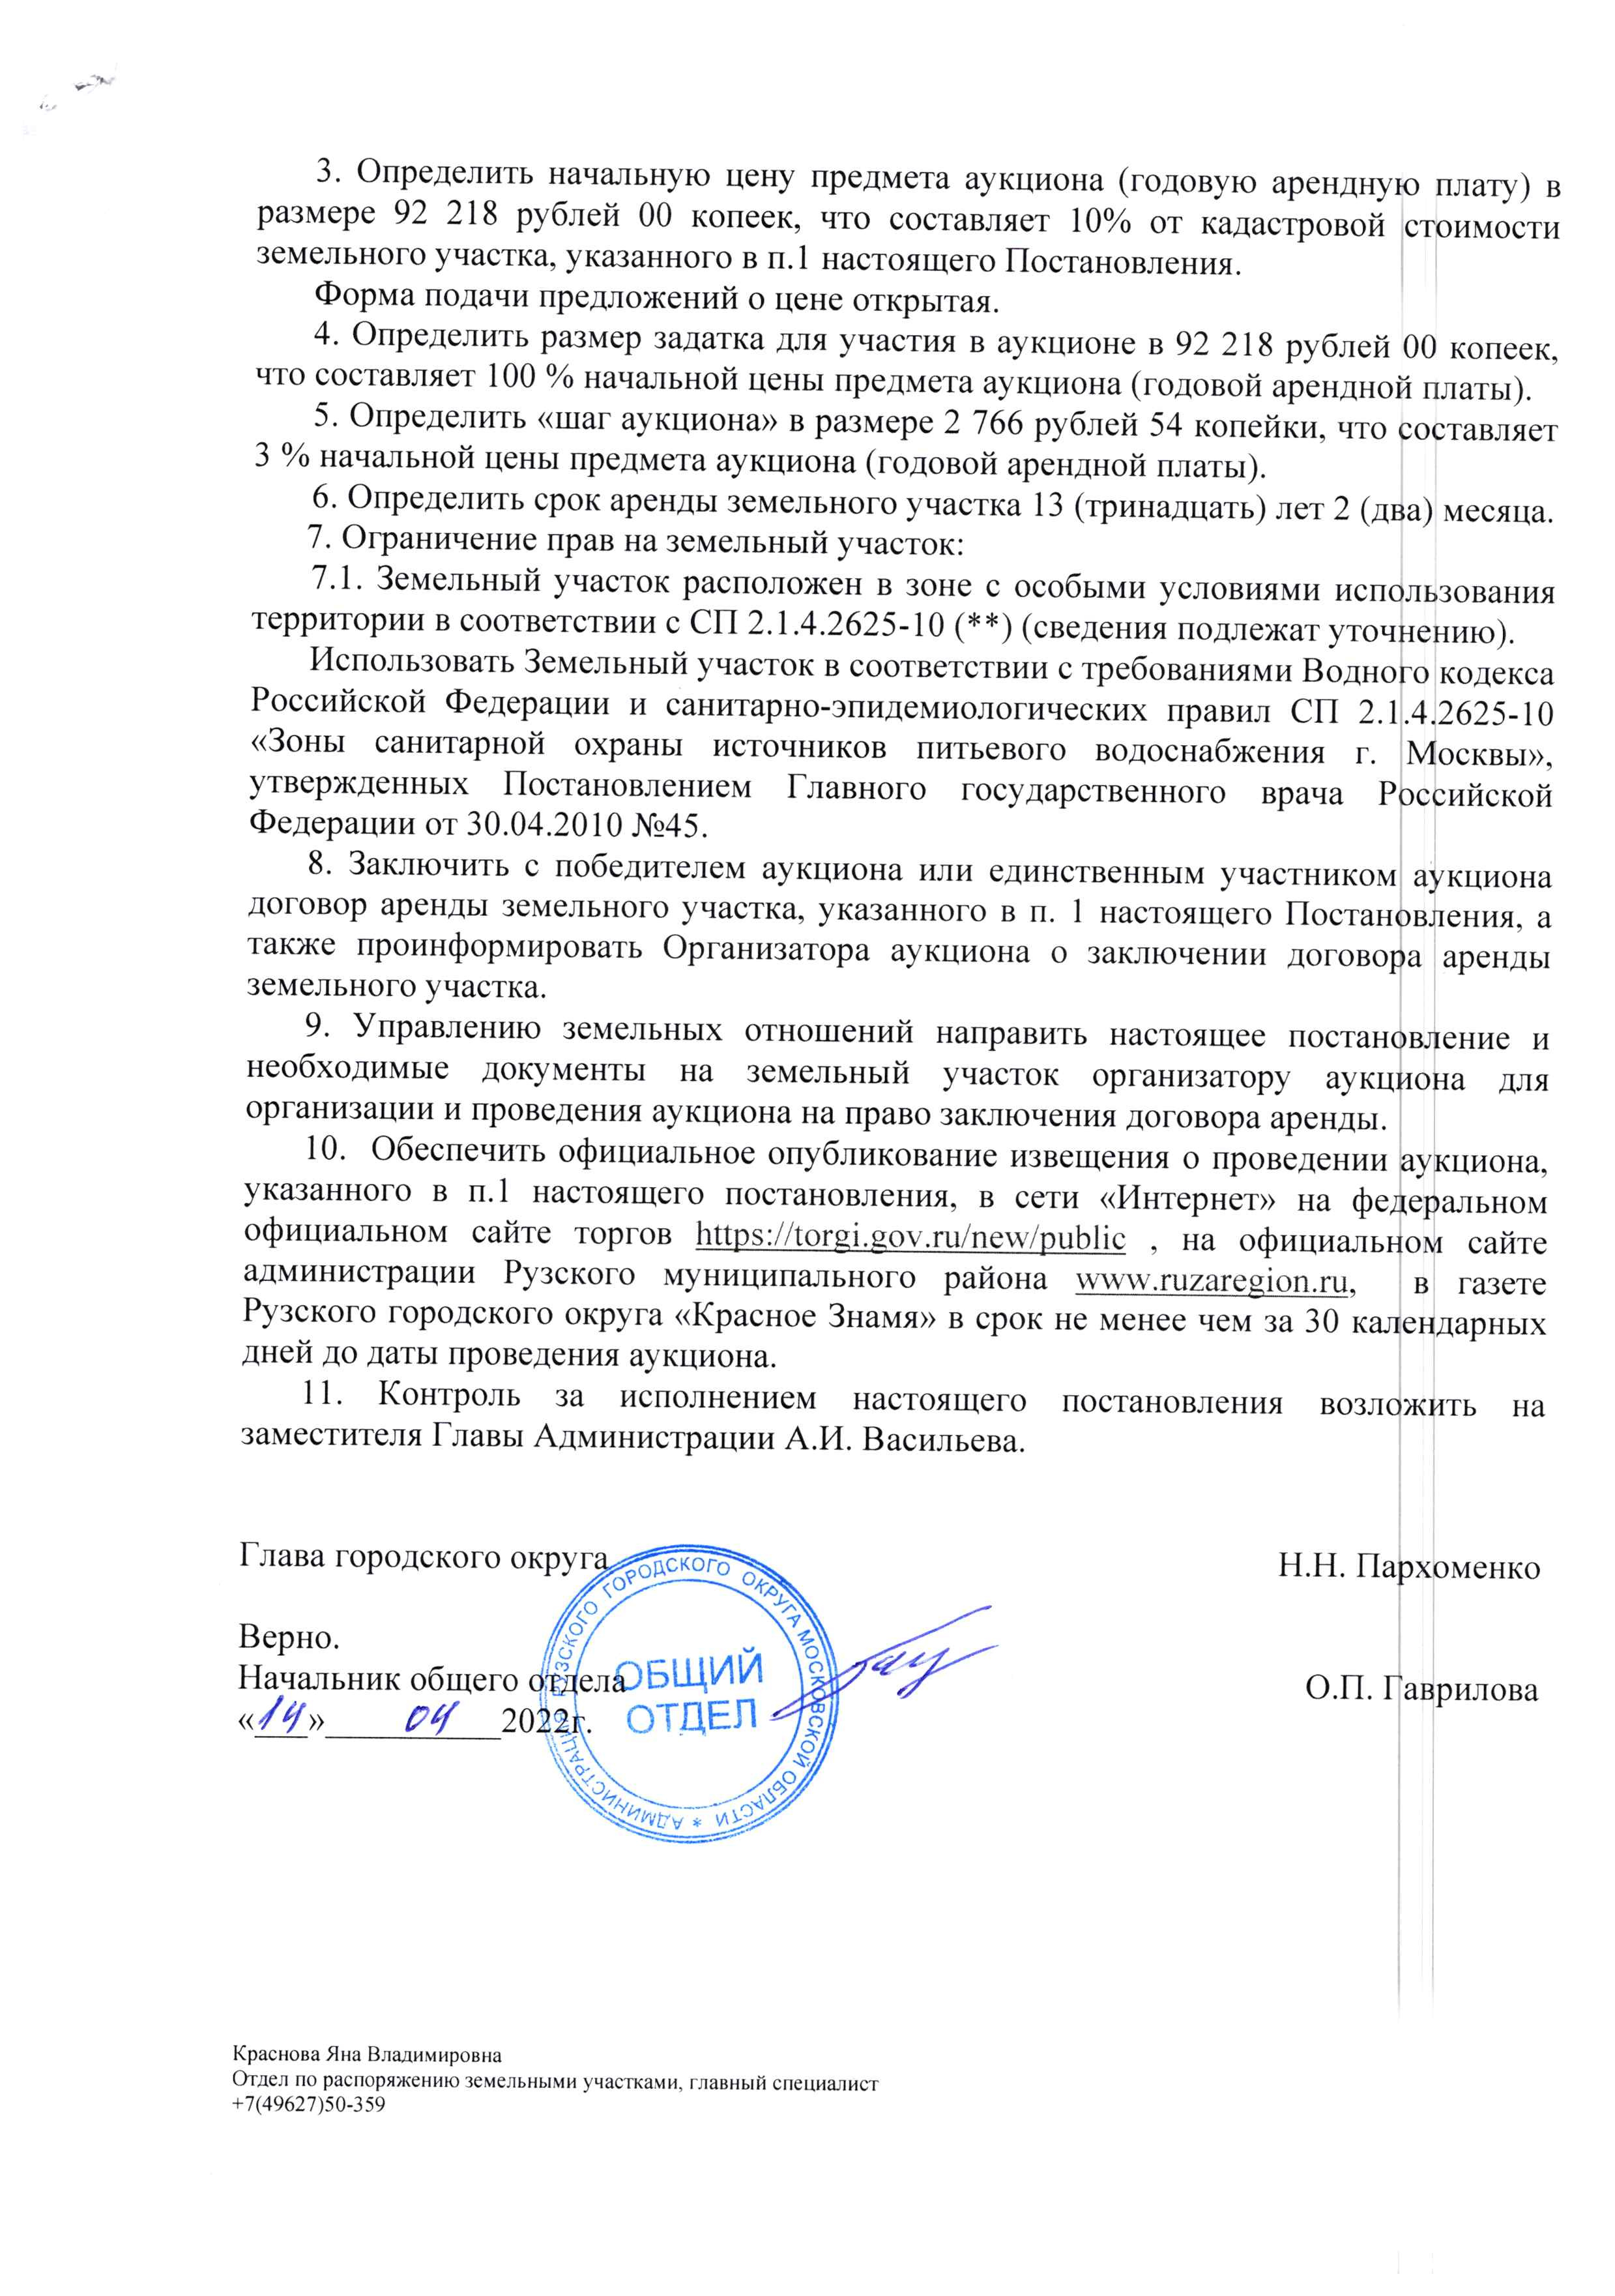 3. Определить начальную цену предмета аукциона (годовую арендную плату) в
размере 92 218 рублей 00 копеек, что составляет 10% от кадастровой стоимости
земельного участка, указанного в п.1 настоящего Постановления.
Форма подачи предложений о цене открытая.
4. Определить размер задатка для участия в аукционе в 92 218 рублей 00 копеек,
что составляет 100 % начальной цены предмета аукциона (годовой арендной платы).
5. Определить «шаг аукциона» в размере 2 766 рублей 54 копейки, что составляет
3 % начальной цены предмета аукциона (годовой арендной платы).
6. Определить срок аренды земельного участка 13 (тринадцать) лет 2 (два) месяца.
7. Ограничение прав на земельный участок:
7.1. Земельный участок расположен в зоне с особыми условиями использования
территории в соответствии с СП 2.1.4.2625-10 (**) (сведения подлежат уточнению).
Использовать Земельный участок в соответствии с требованиями Водного кодекса
Российской Федерации и санитарно-эпидемиологических правил СП 2.1.4.2625-10
«Зоны санитарной охраны источников питьевого водоснабжения г. Москвы»,
утвержденных Постановлением Главного государственного врача Российской
Федерации от 30.04.2010 №45.
8. Заключить с победителем аукциона или единственным участником аукциона
договор аренды земельного участка, указанного в п. 1 настоящего Постановления, а
также проинформировать Организатора аукциона о заключении договора аренды
земельного участка.
9. Управлению земельных отношений направить настоящее постановление и
необходимые документы на земельный участок организатору аукциона для
организации и проведения аукциона на право заключения договора аренды.
10. Обеспечить официальное опубликование извещения о проведении аукциона,
указанного в п.1 настоящего постановления, в сети «Интернет» на федеральном
официальном сайте торгов https://torgi.gov.ru/new/public , на официальном сайте
администрации Рузского муниципального района www.ruzaregion.ru, в газете
Рузского городского округа «Красное Знамя» в срок не менее чем за 30 календарных
дней до даты проведения аукциона.
11. Контроль за исполнением настоящего постановления возложить на
заместителя Главы Администрации А.И. Васильева.
Глава городского округа Н.Н. Пархоменко
Верно.
Начальник общего отдела О.П. Гаврилова
«14» 04 2022г.
АДМИНИСТРАЦИЯ РУЗСКОГО ГОРОДСКОГО ОКРУГА МОСКОВСКОЙ ОБЛАСТИ *
ОБЩИЙ
ОТДЕЛ
Краснова Яна Владимировна
Отдел по распоряжению земельными участками, главный специалист
+7(49627)50-359